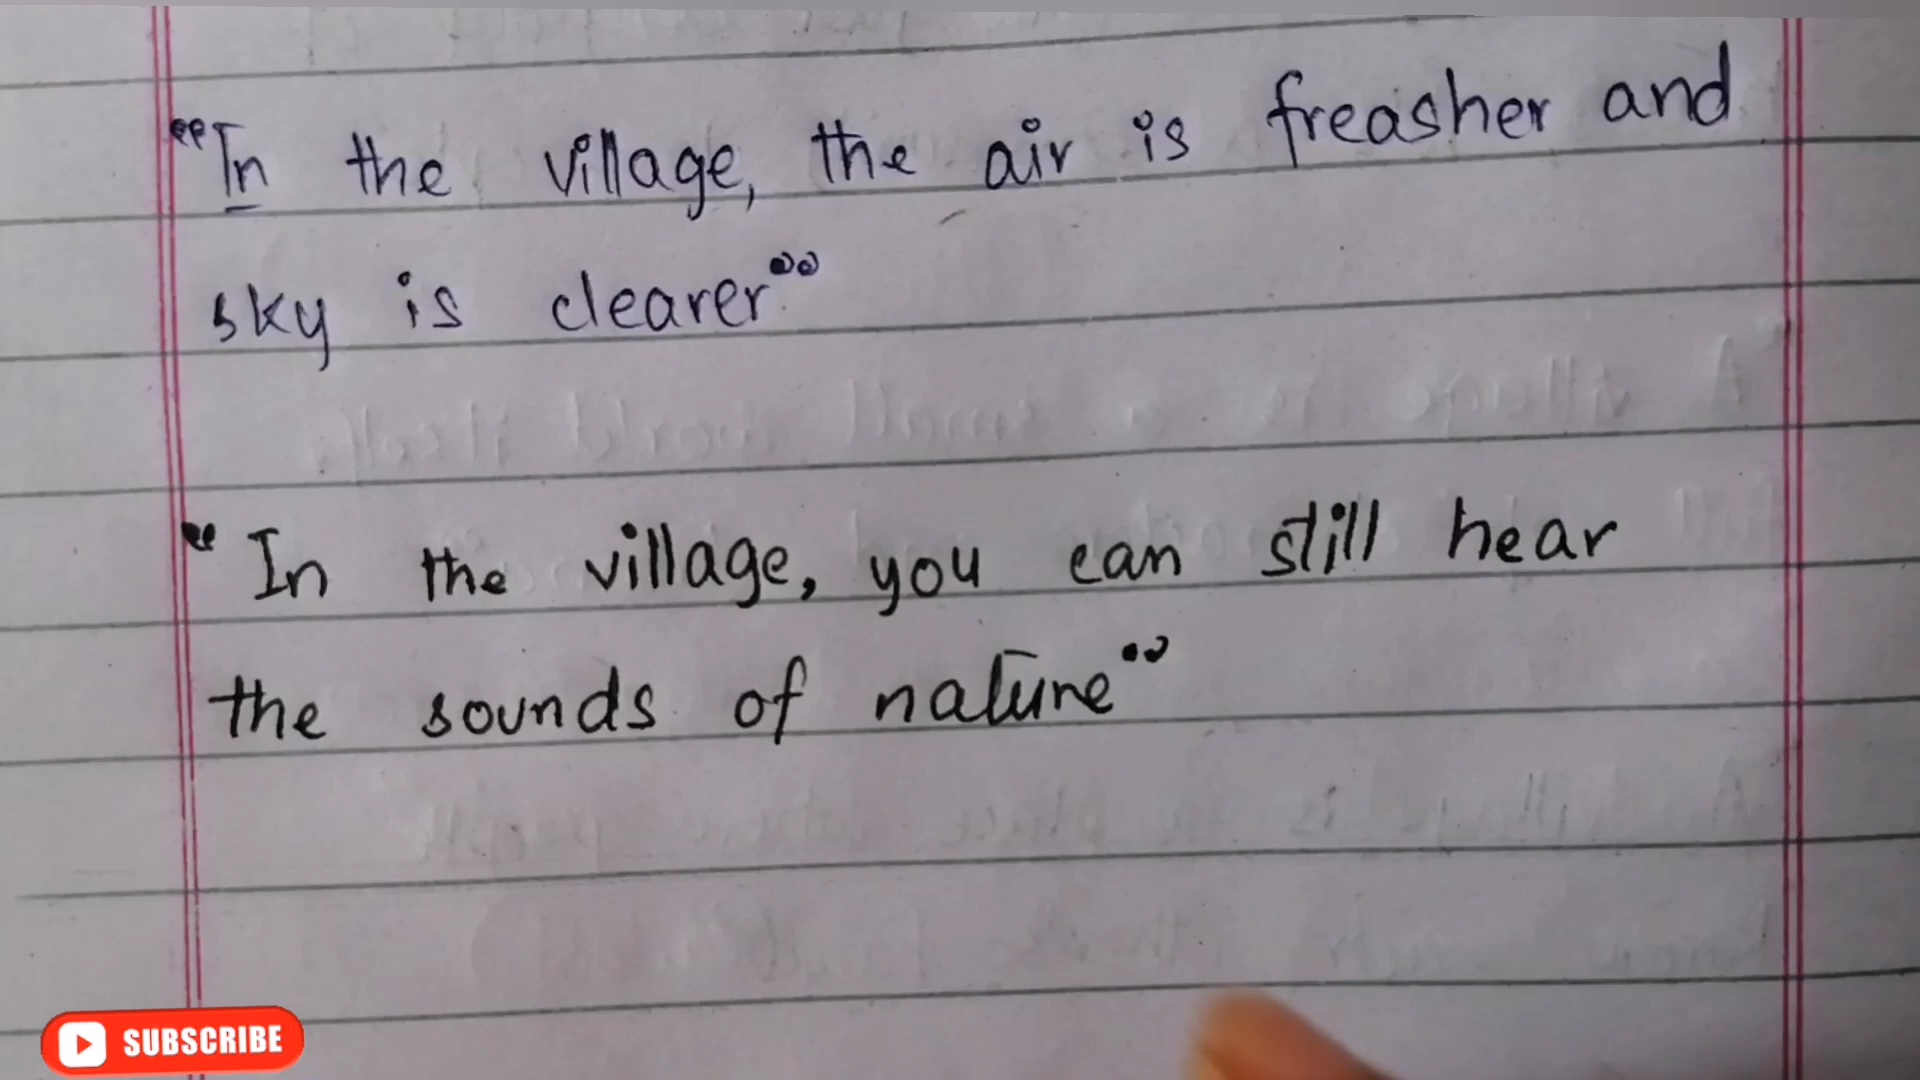 "In the village, the air is freasher and
sky is clearer"
"In the village, you can still hear
the sounds of nature"
SUBSCRIBE